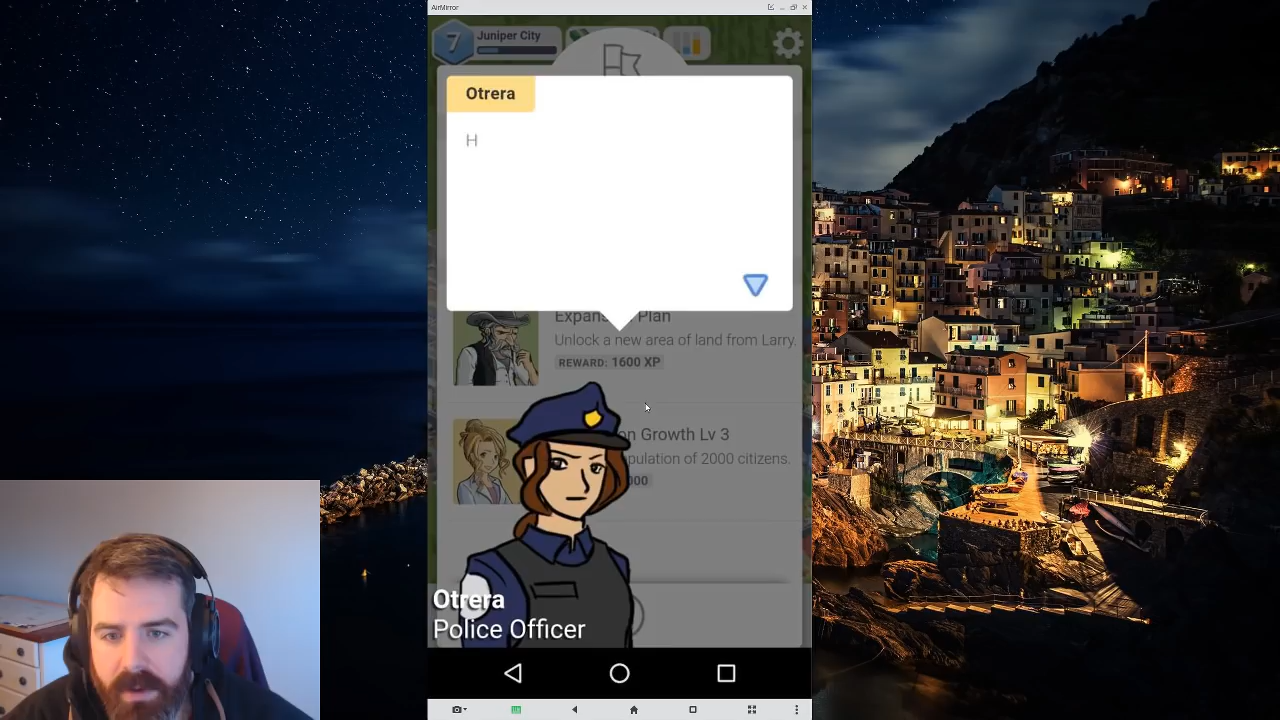 AirMirror
7
Juniper City
Otrera
H
Expans Plan
Unlock a new area of land from Larry.
REWARD: 1600 XP
on Growth Lv 3
pulation of 2000 citizens.
000
Otrera
Police Officer